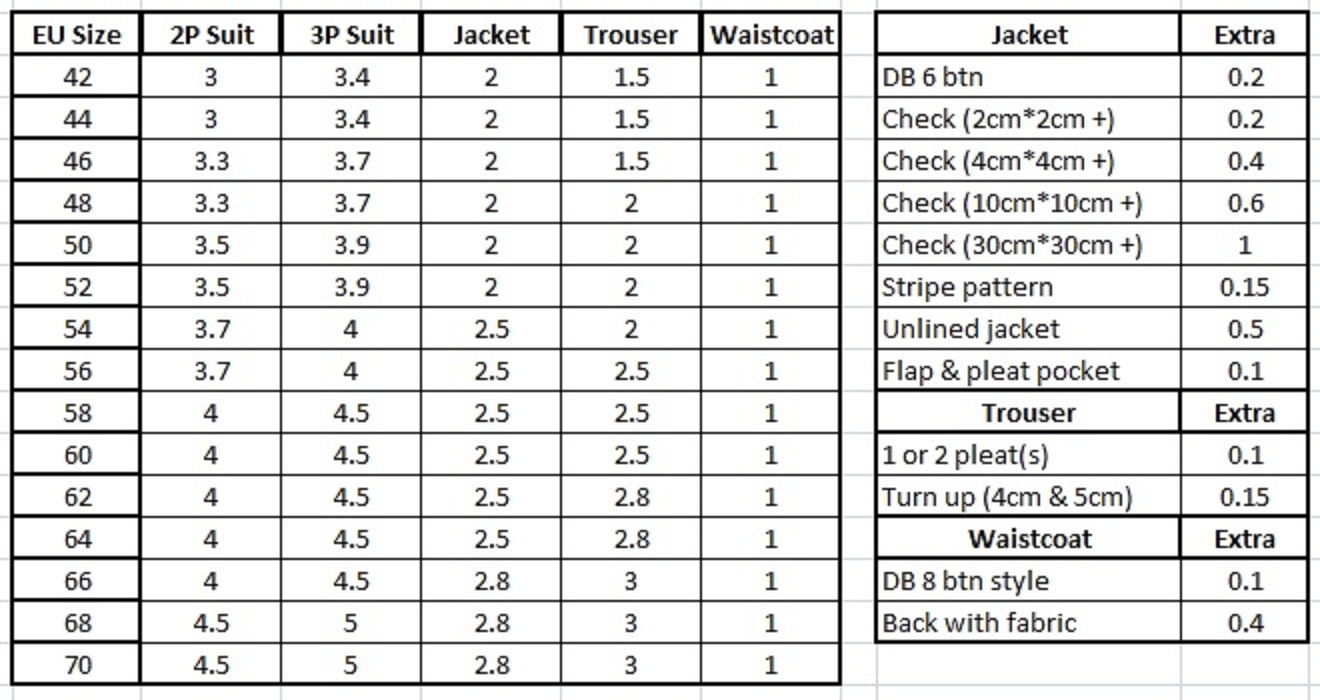 EU Size 2P Suit 3P Suit Jacket Trouser Waistcoat Jacket Extra
42 3 3.4 2 1.5 1 DB 6 btn 0.2
44 3 3.4 2 1.5 1 Check (2cm*2cm +) 0.2
46 3.3 3.7 2 1.5 1 Check (4cm*4cm +) 0.4
48 3.3 3.7 2 2 1 Check (10cm*10cm +) 0.6
50 3.5 3.9 2 2 1 Check (30cm*30cm +) 1
52 3.5 3.9 2 2 1 Stripe pattern 0.15
54 3.7 4 2.5 2 1 Unlined jacket 0.5
56 3.7 4 2.5 2.5 1 Flap & pleat pocket 0.1
58 4 4.5 2.5 2.5 1 Trouser Extra
60 4 4.5 2.5 2.5 1 1 or 2 pleat(s) 0.1
62 4 4.5 2.5 2.8 1 Turn up (4cm & 5cm) 0.15
64 4 4.5 2.5 2.8 1 Waistcoat Extra
66 4 4.5 2.8 3 1 DB 8 btn style 0.1
68 4.5 5 2.8 3 1 Back with fabric 0.4
70 4.5 5 2.8 3 1